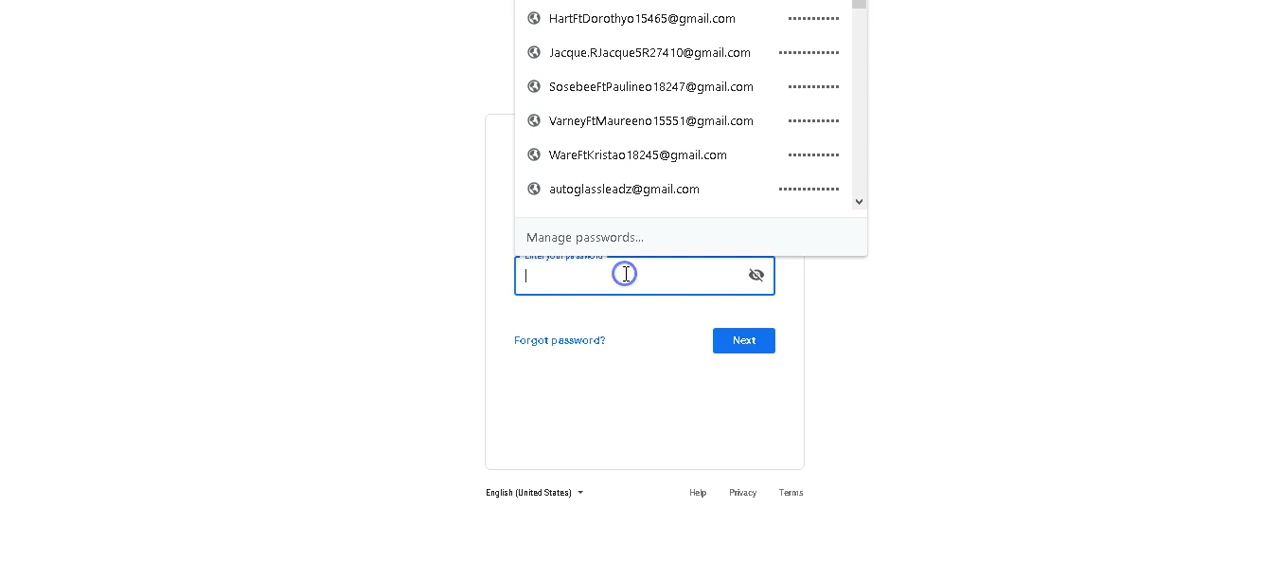 HartFtDorothyo15465@gmail.com ••••••••••
Jacque.RJacque5R27410@gmail.com ••••••••••••
SosebeeFtPaulineo18247@gmail.com ••••••••••
VarneyFtMaureeno15551@gmail.com ••••••••••
WareFtKristao18245@gmail.com ••••••••••
autoglassleadz@gmail.com ••••••••••••
Manage passwords...
Enter your password
Forgot password?
Next
English (United States)
Help
Privacy
Terms